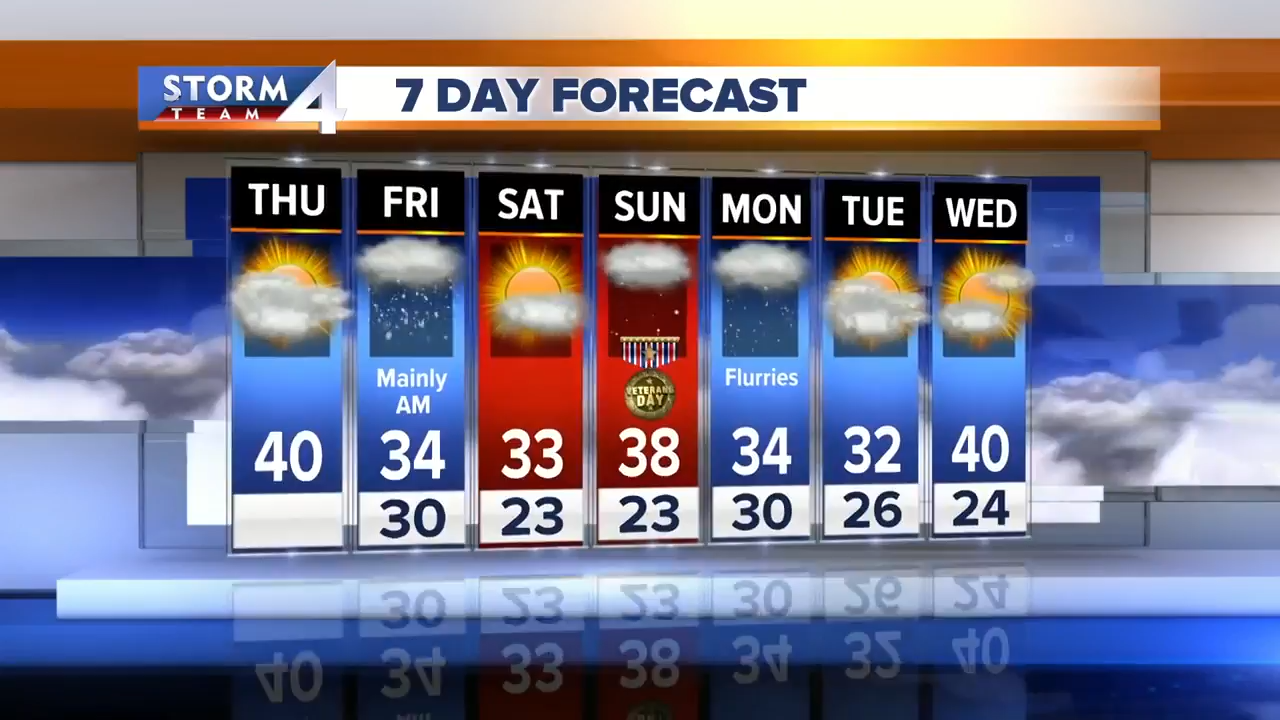 STORM
TEAM
4
7 DAY FORECAST
THU FRI SAT SUN MON TUE WED
Mainly
AM
VETERANS
DAY
Flurries
40 34 33 38 34 32 40
30 23 23 30 26 24